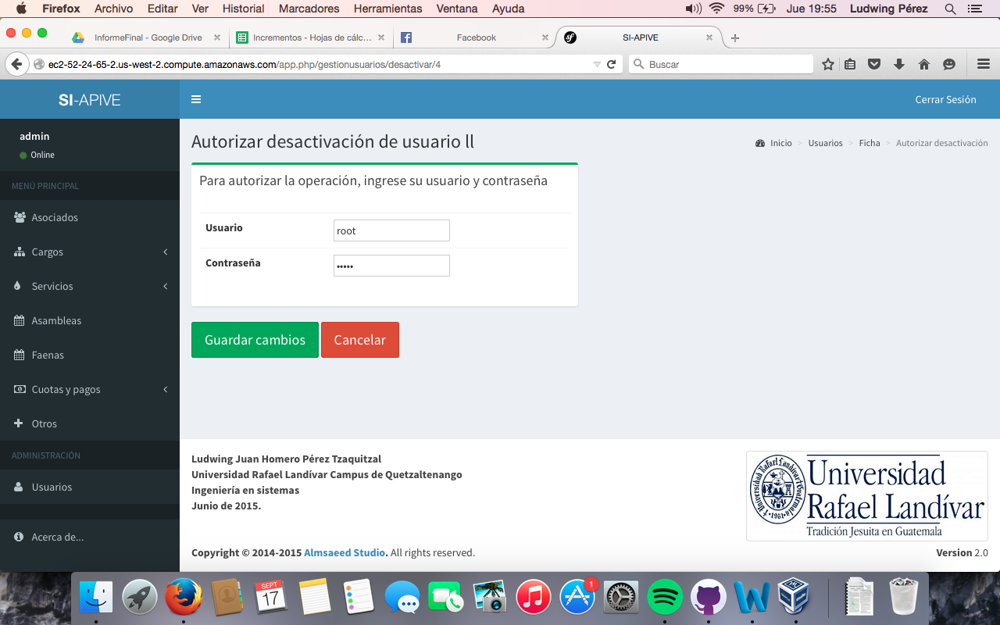 Firefox Archivo Editar Ver Historial Marcadores Herramientas Ventana Ayuda 99% Jue 19:55 Ludwing Pérez
InformeFinal - Google Drive
Incrementos - Hojas de cálc...
Facebook
SI-APIVE
ec2-52-24-65-2.us-west-2.compute.amazonaws.com/app.php/gestionusuarios/desactivar/4
Buscar
SI-APIVE
Cerrar Sesión
admin
Online
MENÚ PRINCIPAL
Asociados
Cargos
Servicios
Asambleas
Faenas
Cuotas y pagos
Otros
ADMINISTRACIÓN
Usuarios
Acerca de...
Autorizar desactivación de usuario ll
Inicio > Usuarios > Ficha > Autorizar desactivación
Para autorizar la operación, ingrese su usuario y contraseña
Usuario root
Contraseña •••••
Guardar cambios Cancelar
Ludwing Juan Homero Pérez Tzaquitzal
Universidad Rafael Landívar Campus de Quetzaltenango
Ingeniería en sistemas
Junio de 2015.
Universidad
Rafael Landívar
Tradición Jesuita en Guatemala
Copyright © 2014-2015 Almsaeed Studio. All rights reserved.
Version 2.0
SEPT
17
1